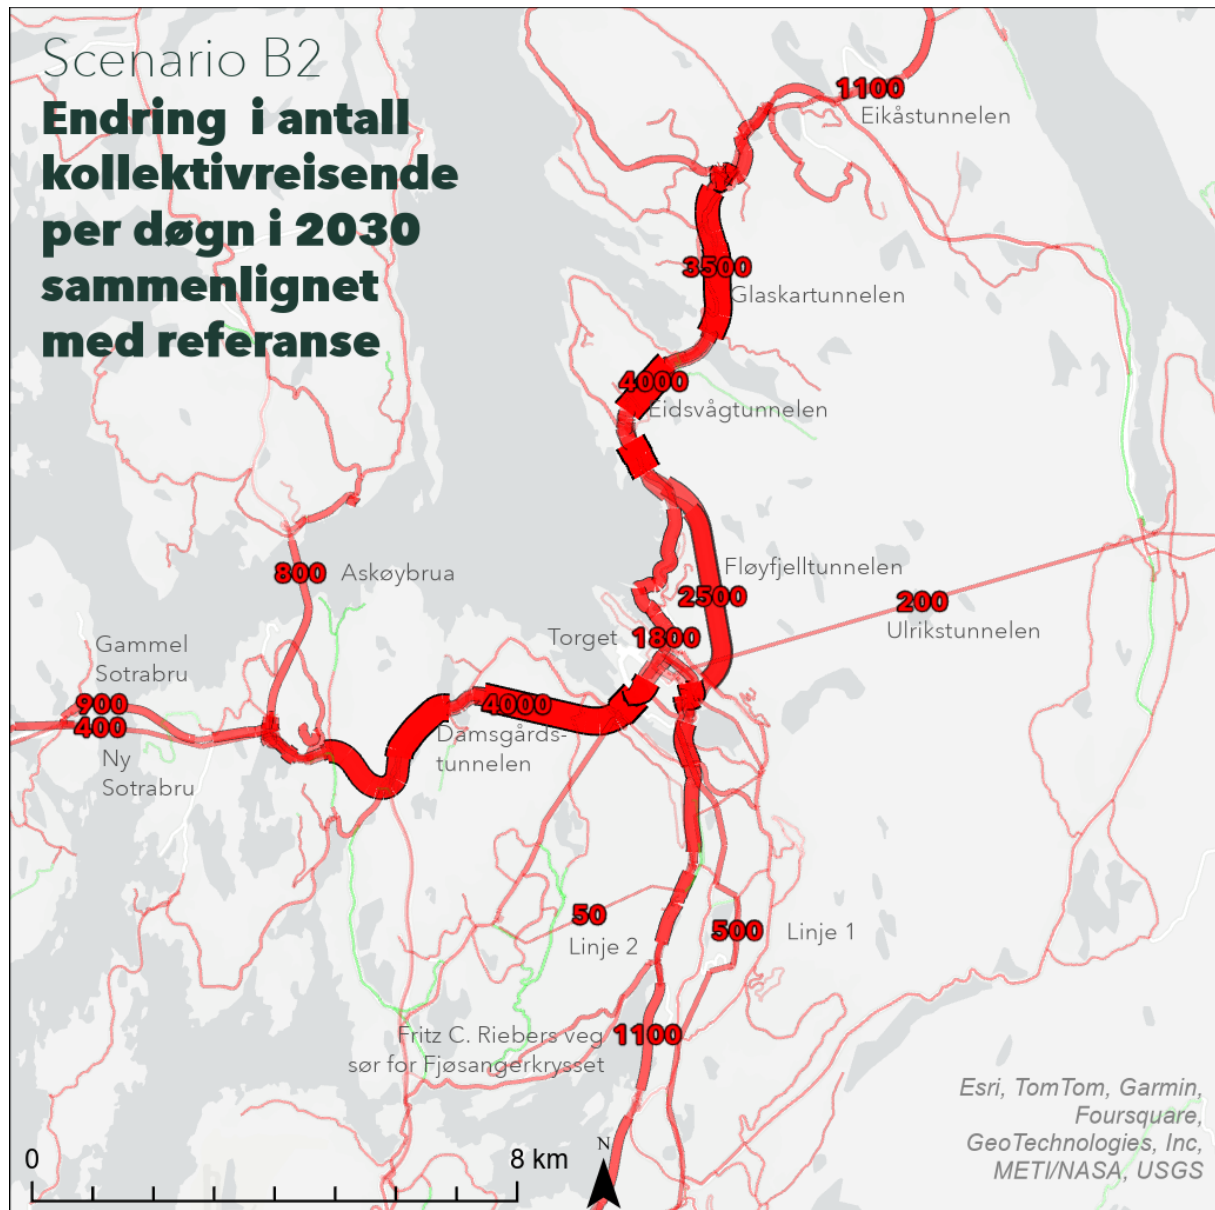 Scenario B2
Endring i antall
kollektivreisende
per døgn i 2030
sammenlignet
med referanse
1100
Eikåstunnelen
3500
Glaskartunnelen
4000
Eidsvågtunnelen
800
Askøybrua
Fløyfjelltunnelen
2500
200
Ulrikstunnelen
Torget
1800
Gammel
Sotrabru
900
400
Ny
Sotrabru
4000
Damsgårds-
tunnelen
50
Linje 2
500
Linje 1
Fritz C. Riebers veg
sør for Fjøsangerkrysset
1100
Esri, TomTom, Garmin,
Foursquare,
GeoTechnologies, Inc,
METI/NASA, USGS
0
8 km
N